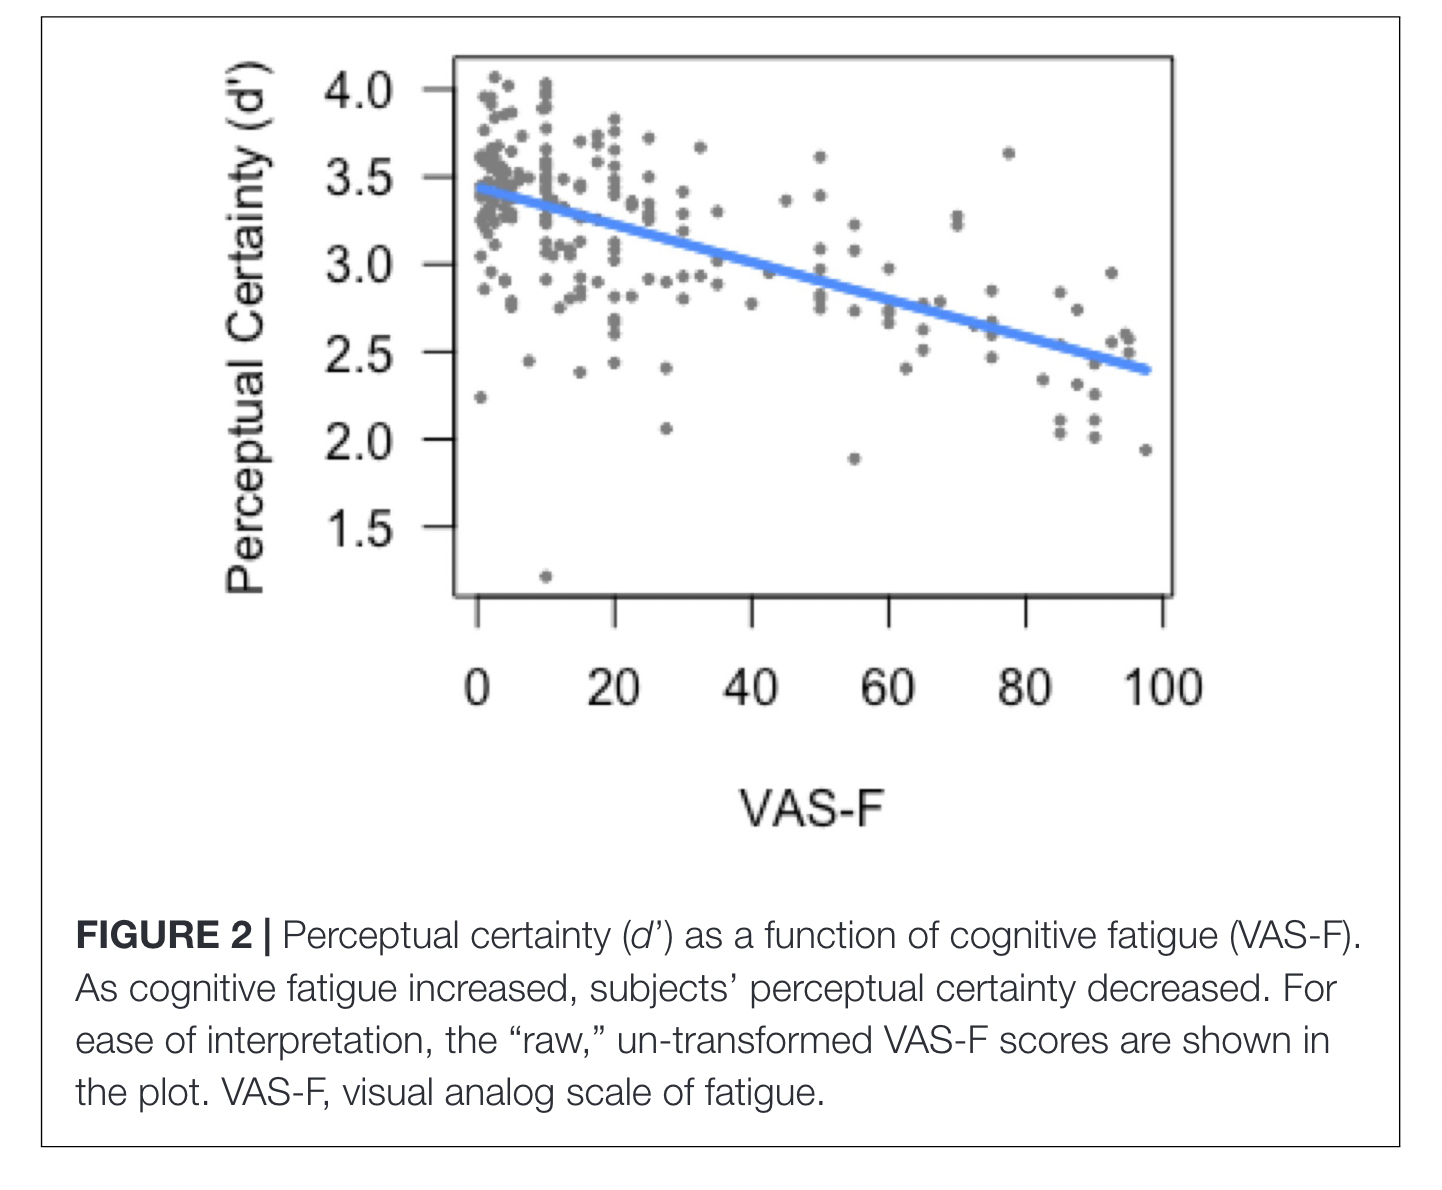 Perceptual Certainty (d')
4.0
3.5
3.0
2.5
2.0
1.5
0 20 40 60 80 100
VAS-F
FIGURE 2 | Perceptual certainty (d’) as a function of cognitive fatigue (VAS-F).
As cognitive fatigue increased, subjects’ perceptual certainty decreased. For
ease of interpretation, the “raw,” un-transformed VAS-F scores are shown in
the plot. VAS-F, visual analog scale of fatigue.